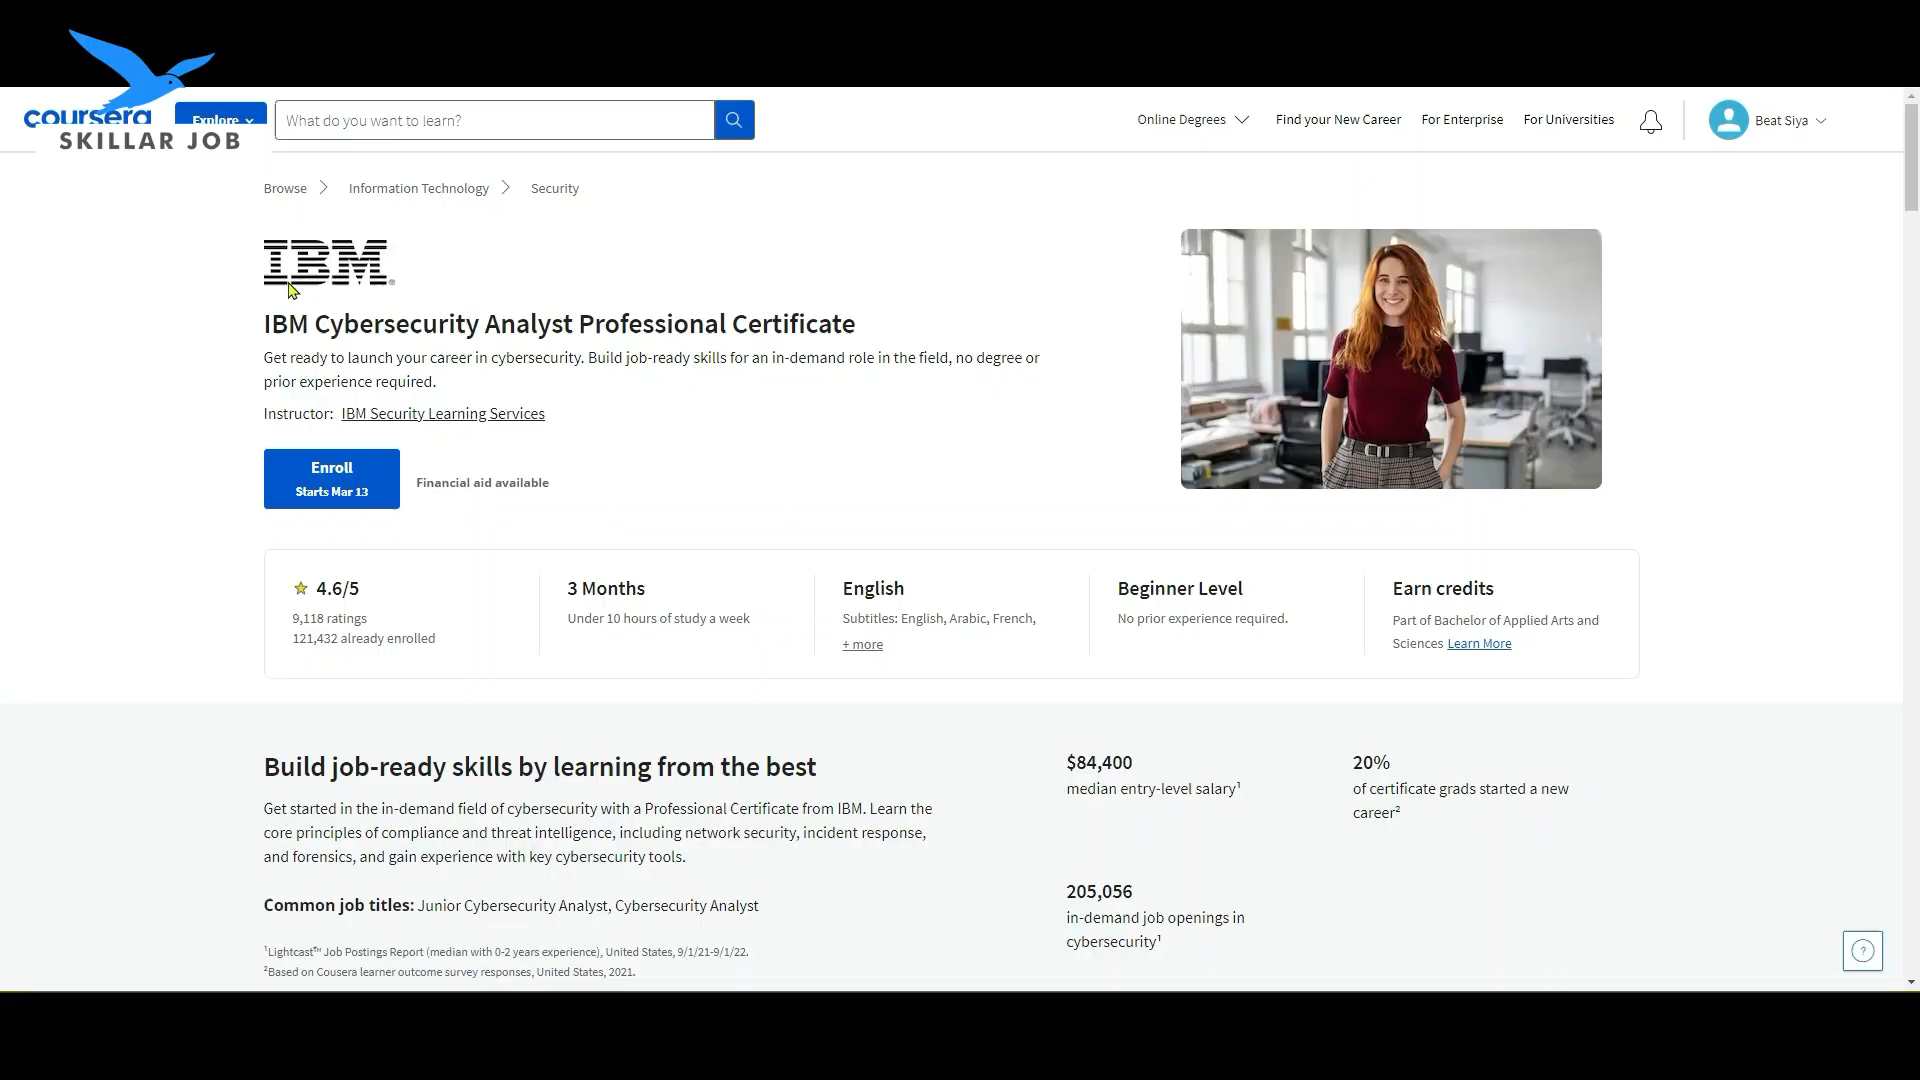 coursera
Explore
SKILLAR JOB
What do you want to learn?
Online Degrees
Find your New Career
For Enterprise
For Universities
Beat Siya
Browse
Information Technology
Security
IBM®
IBM Cybersecurity Analyst Professional Certificate
Get ready to launch your career in cybersecurity. Build job-ready skills for an in-demand role in the field, no degree or
prior experience required.
Instructor: IBM Security Learning Services
Enroll
Starts Mar 13
Financial aid available
4.6/5
9,118 ratings
121,432 already enrolled
3 Months
Under 10 hours of study a week
English
Subtitles: English, Arabic, French,
+ more
Beginner Level
No prior experience required.
Earn credits
Part of Bachelor of Applied Arts and
Sciences Learn More
Build job-ready skills by learning from the best
Get started in the in-demand field of cybersecurity with a Professional Certificate from IBM. Learn the
core principles of compliance and threat intelligence, including network security, incident response,
and forensics, and gain experience with key cybersecurity tools.
Common job titles: Junior Cybersecurity Analyst, Cybersecurity Analyst
¹Lightcast™ Job Postings Report (median with 0-2 years experience), United States, 9/1/21-9/1/22.
²Based on Cousera learner outcome survey responses, United States, 2021.
$84,400
median entry-level salary¹
20%
of certificate grads started a new
career²
205,056
in-demand job openings in
cybersecurity¹
?